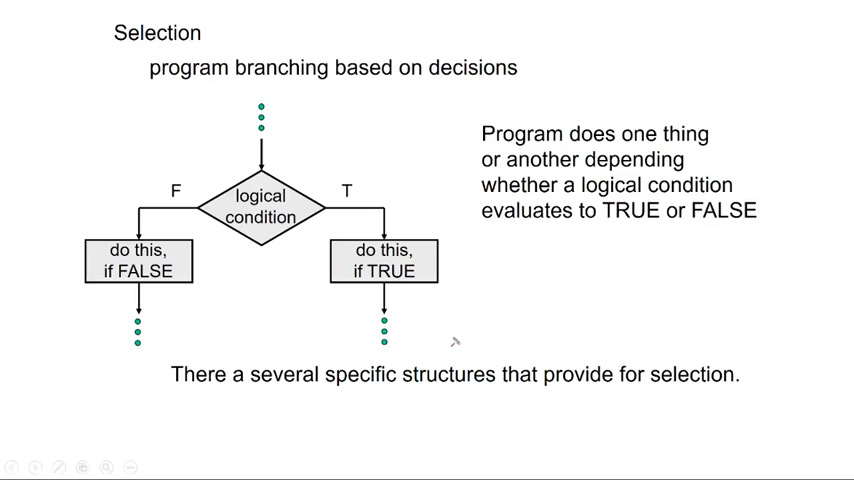 Selection
program branching based on decisions
Program does one thing
or another depending
whether a logical condition
evaluates to TRUE or FALSE
F
logical
condition
T
do this,
if FALSE
do this,
if TRUE
There a several specific structures that provide for selection.